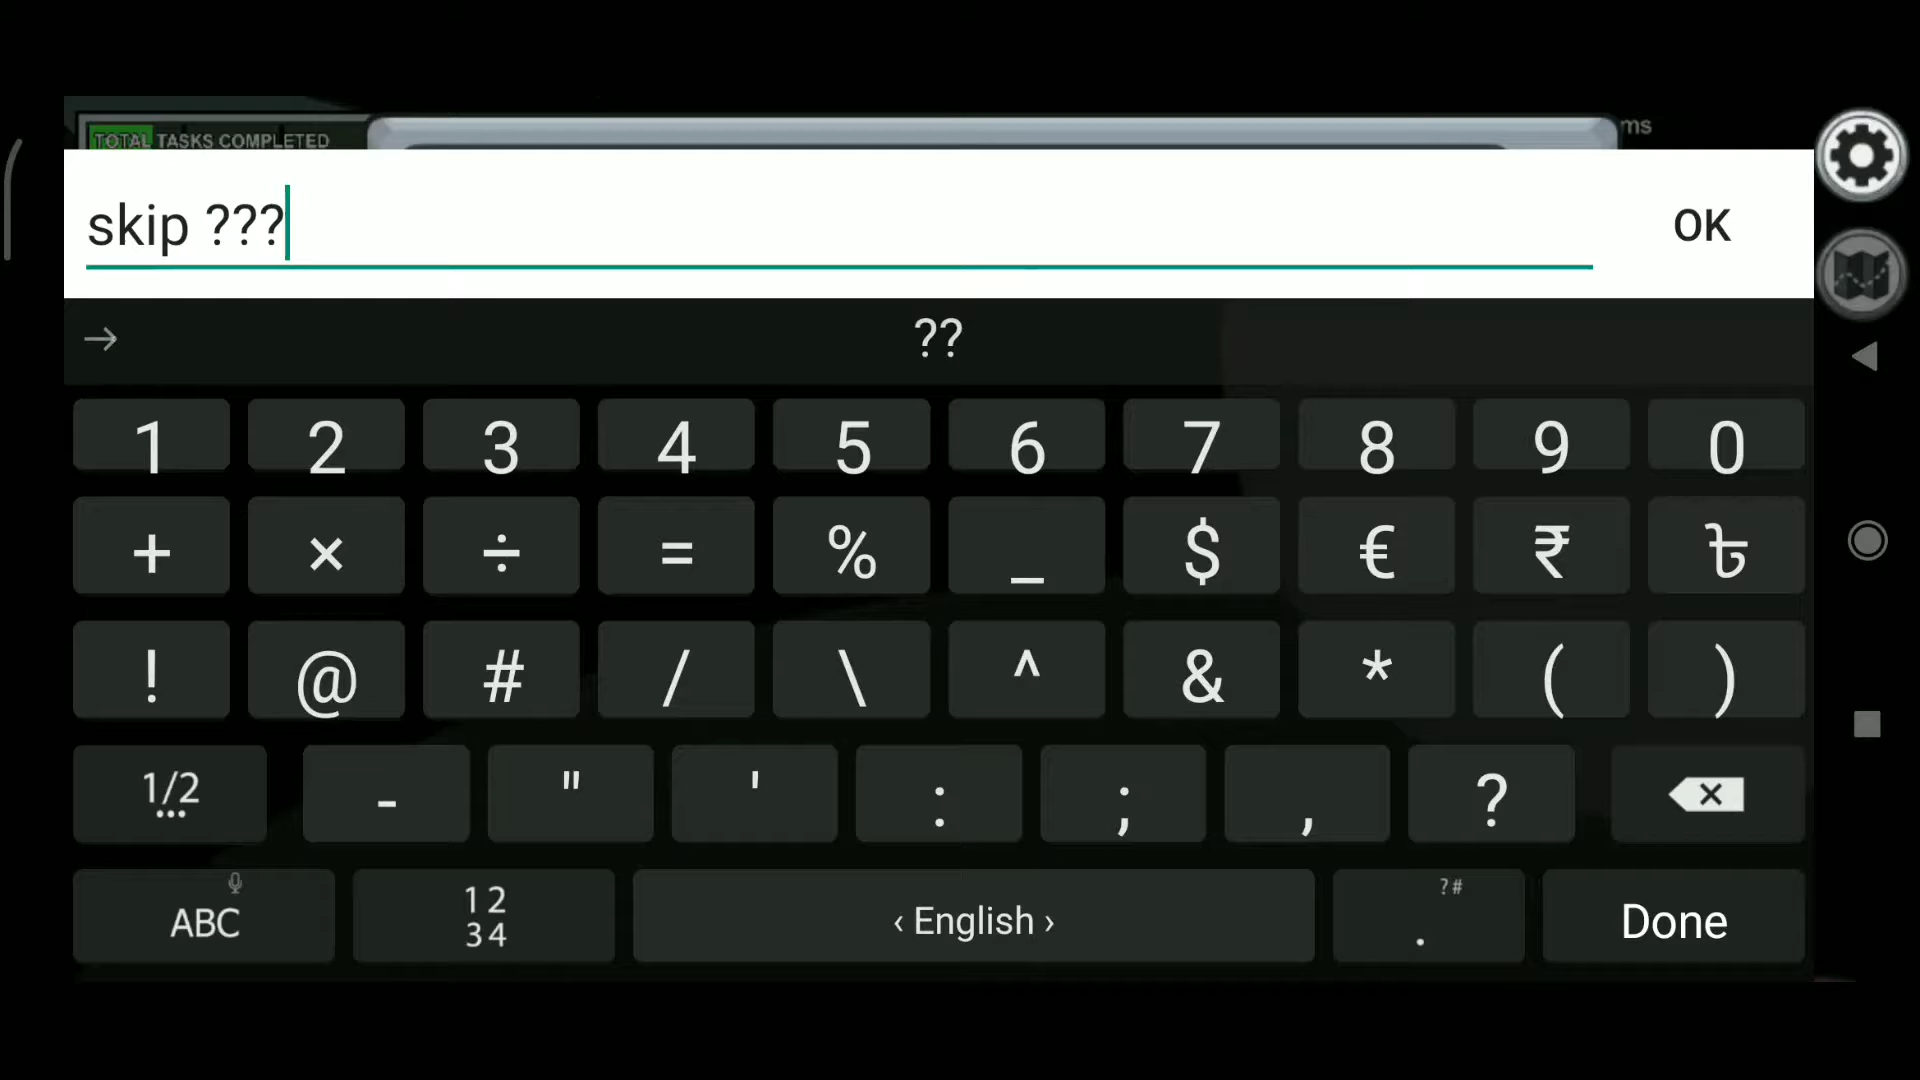 TOTAL TASKS COMPLETED
ms
skip ???
OK
??
1 2 3 4 5 6 7 8 9 0
+ × ÷ = % _ $ € ₹ ৳
! @ # / \ ^ & * ( )
1/2 - " ' : ; , ?
ABC 1 2 3 4 ‹ English › . ?# Done